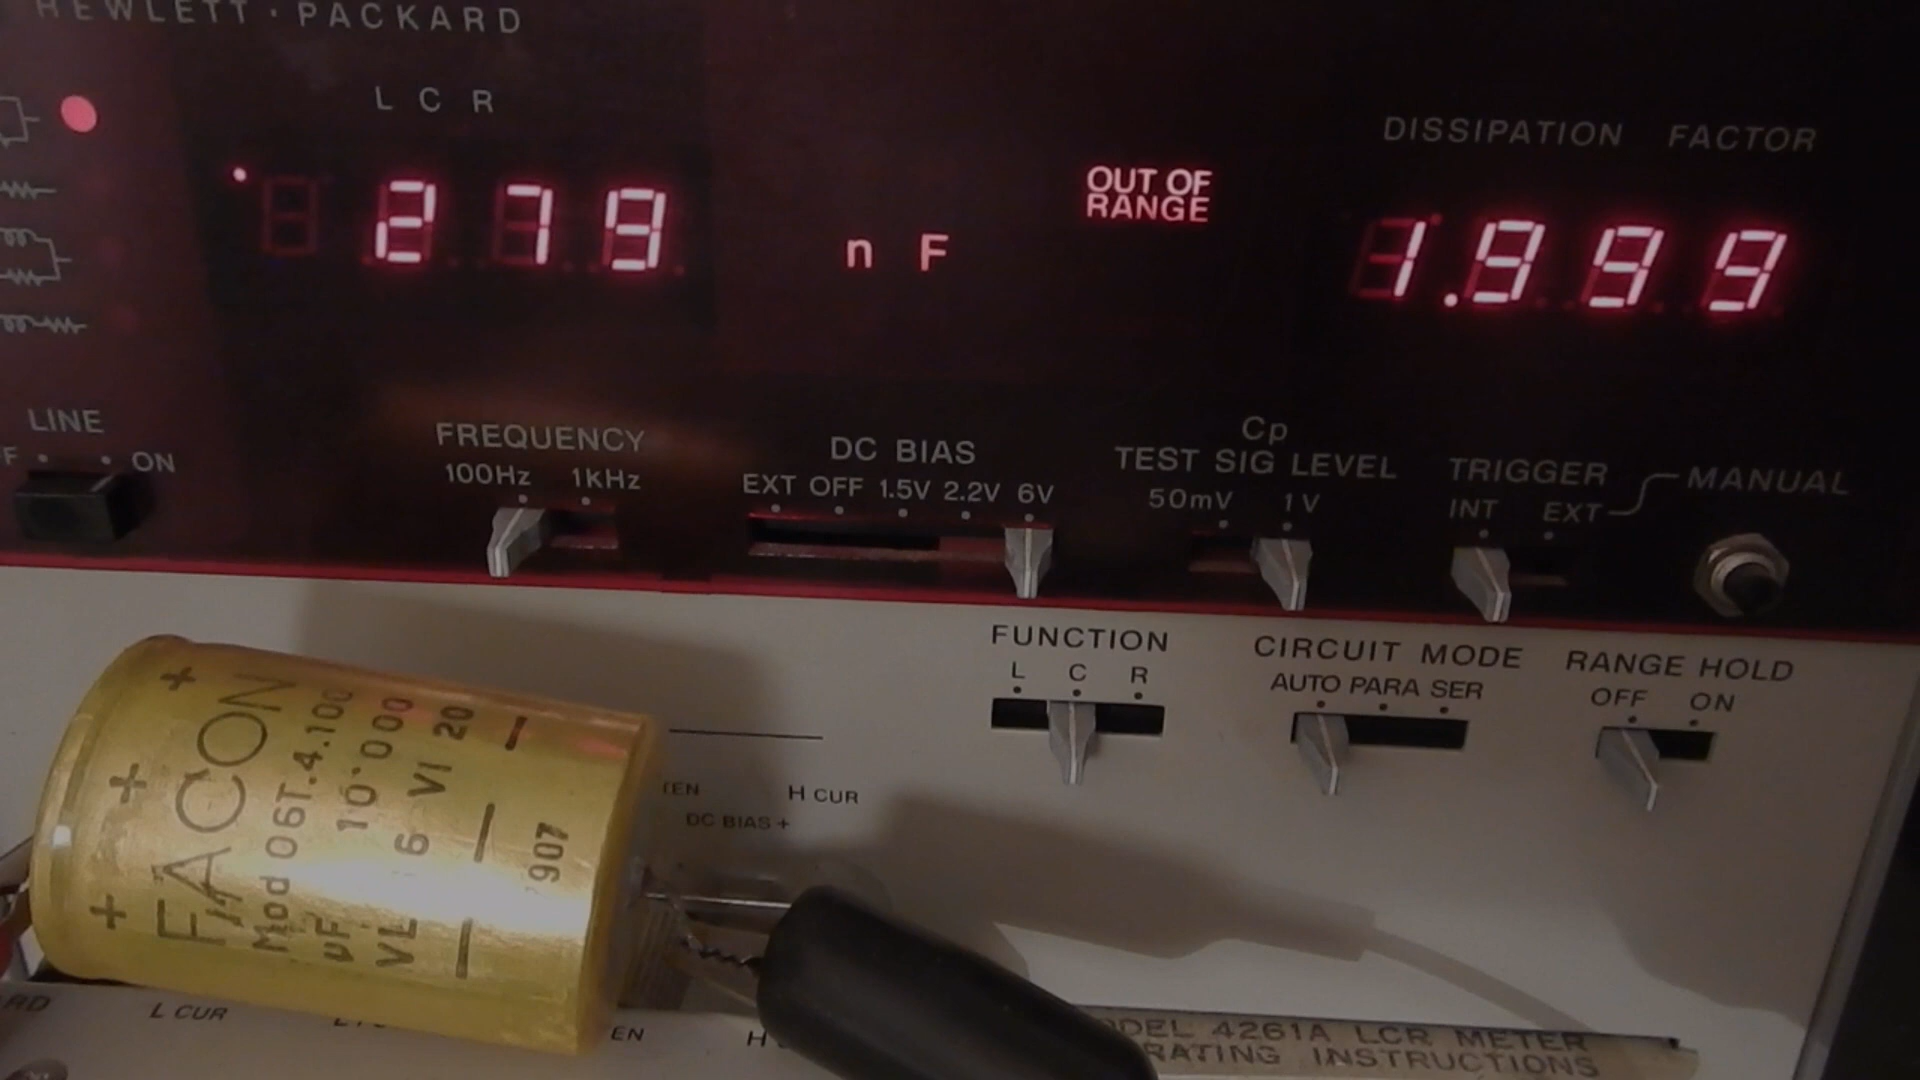 HEWLETT · PACKARD
L C R
DISSIPATION FACTOR
279
n F
OUT OF
RANGE
1.999
LINE
ON
FREQUENCY
100Hz 1kHz
DC BIAS
EXT OFF 1.5V 2.2V 6V
Cp
TEST SIG LEVEL
50mV 1V
TRIGGER
INT EXT
MANUAL
FUNCTION
L C R
CIRCUIT MODE
AUTO PARA SER
RANGE HOLD
OFF ON
H CUR
DC BIAS +
FACON
Mod 06T.4.100
µF 10'000
VL 6 VI 20
907
L CUR
4261A LCR METER
INSTRUCTIONS